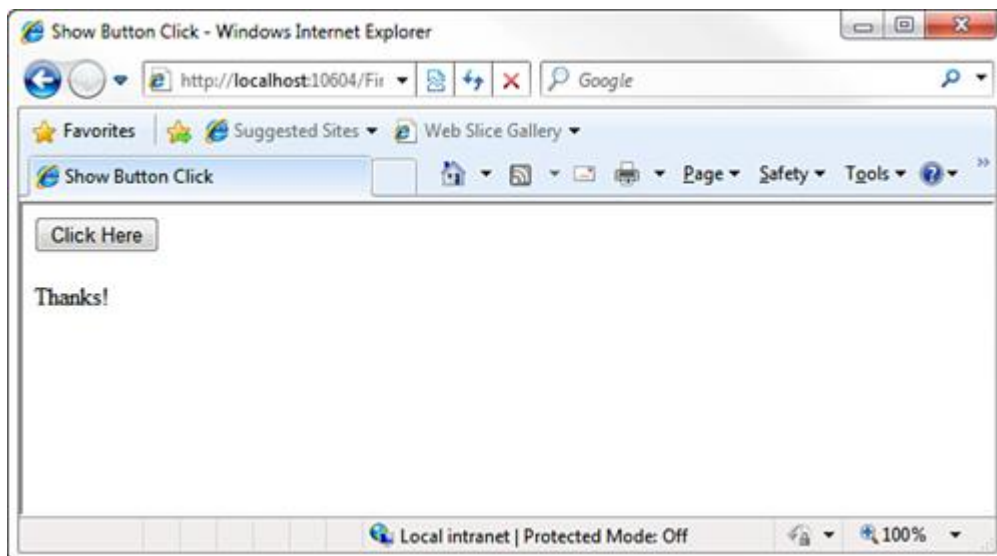 Show Button Click - Windows Internet Explorer
http://localhost:10604/Fir
Google
Favorites
Suggested Sites
Web Slice Gallery
Show Button Click
Page
Safety
Tools
Click Here
Thanks!
Local intranet | Protected Mode: Off
100%